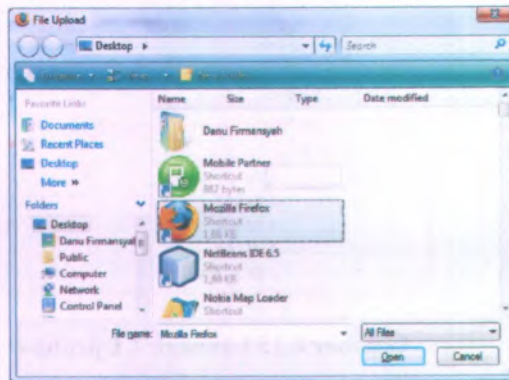 File Upload
Desktop
Search
Favorite Links
Documents
Recent Places
Desktop
More »
Folders
Desktop
Danu Firmansyah
Public
Computer
Network
Control Panel
Name Size Type Date modified
Danu Firmansyah
Mobile Partner
Shortcut
882 bytes
Mozilla Firefox
Shortcut
NetBeans IDE 6.5
Shortcut
Nokia Map Loader
Shortcut
File name: Mozilla Firefox
All Files
Open Cancel